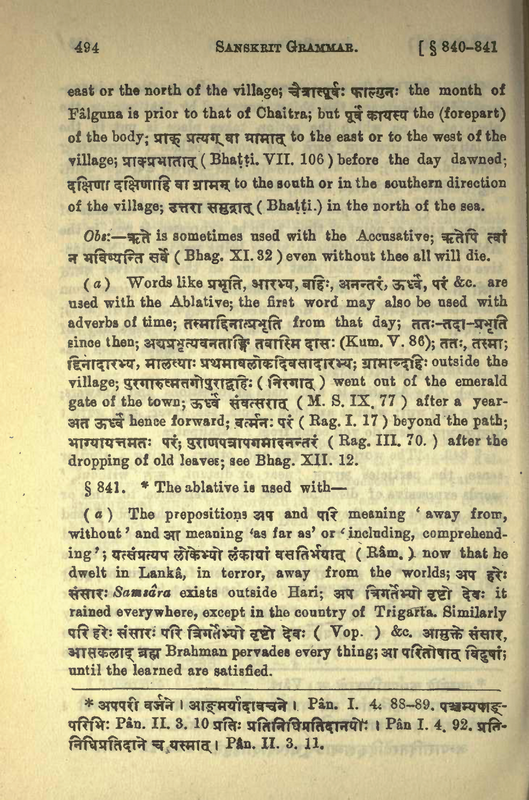 494 SANSKRIT GRAMMAR. [ § 840-841
east or the north of the village; चैत्रात्पूर्वः फाल्गुनः the month of
Fâlguna is prior to that of Chaitra; but पूर्वं कायस्य the (forepart)
of the body; प्राक् प्रत्यग् वा ग्रामात् to the east or to the west of the
village; प्राक्प्रभातात् ( Bhaṭṭi. VII. 106 ) before the day dawned;
दक्षिणा दक्षिणाहि वा ग्रामम् to the south or in the southern direction
of the village; उत्तरा समुद्रात् ( Bhaṭṭi.) in the north of the sea.
Obs:—ऋते is sometimes used with the Accusative; ऋतेपि त्वां
न भविष्यन्ति सर्वे ( Bhag. XI. 32 ) even without thee all will die.
( a ) Words like प्रभृति, आरभ्य, बहिः, अनन्तरं, ऊर्ध्वं, परं &c. are
used with the Ablative; the first word may also be used with
adverbs of time; तस्माद्दिनात्प्रभृति from that day; ततः-तदा-प्रभृति
since then; अद्यप्रभृत्यवनताङ्गि तवास्मि दासः (Kum. V. 86); ततः, तस्मा;
द्दिनादारभ्य, मालत्याः प्रथमावलोकदिवसादारभ्य; ग्रामाब्दहिः outside the
village; पुरगारुत्मतगोपुराद्बहिः ( निरगात् ) went out of the emerald
gate of the town; ऊर्ध्वं संवत्सरात् ( M. S. IX. 77 ) after a year-
अत ऊर्ध्वं hence forward; वर्त्मनः परं ( Rag. I. 17 ) beyond the path;
भाग्यायत्तमतः परं; पुराणपत्रापगमादनन्तरं ( Rag. III. 70. ) after the
dropping of old leaves; see Bhag. XII. 12.
§ 841. * The ablative is used with—
( a ) The prepositions अप and परि meaning ‘ away from,
without ’ and आ meaning ‘as far as’ or ‘ including, comprehend-
ing ’; यत्संप्रत्यप लोकेभ्यो लंकायां वसतिर्भयात् ( Râm. ) now that he
dwelt in Lankâ, in terror, away from the worlds; अप हरेः
संसारः Samsâra exists outside Hari; अप त्रिगर्तेभ्यो वृष्टो देवः it
rained everywhere, except in the country of Trigarta. Similarly
परि हरेः संसारः परि त्रिगर्तेभ्यो वृष्टो देवः ( Vop. ) &c. आमुक्तेः संसार,
आसकलाद् ब्रह्म Brahman pervades every thing; आ परितोषाद् विदुषां;
until the learned are satisfied.
* अपपरी वर्जने । आङ्मर्यादावचने । Pân. I. 4. 88-89. पञ्चम्यपाङ्-
परिभिः Pân. II. 3. 10 प्रतिः प्रतिनिधिप्रतिदानयोः । Pân I. 4. 92. प्रति-
निधिप्रतिदाने च यस्मात् । Pân. II. 3. 11.